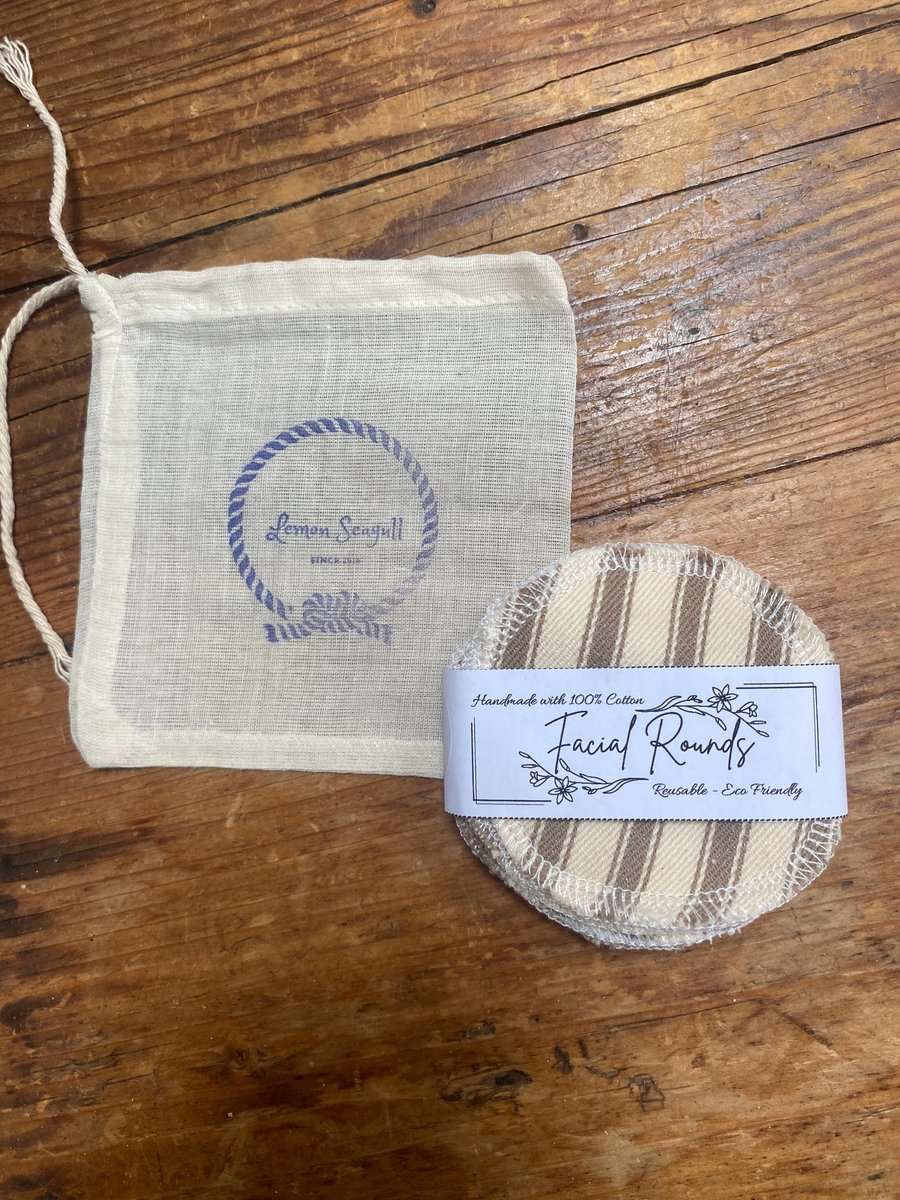 Lemon Seagull
Handmade with 100% Cotton
Facial Rounds
Reusable - Eco Friendly